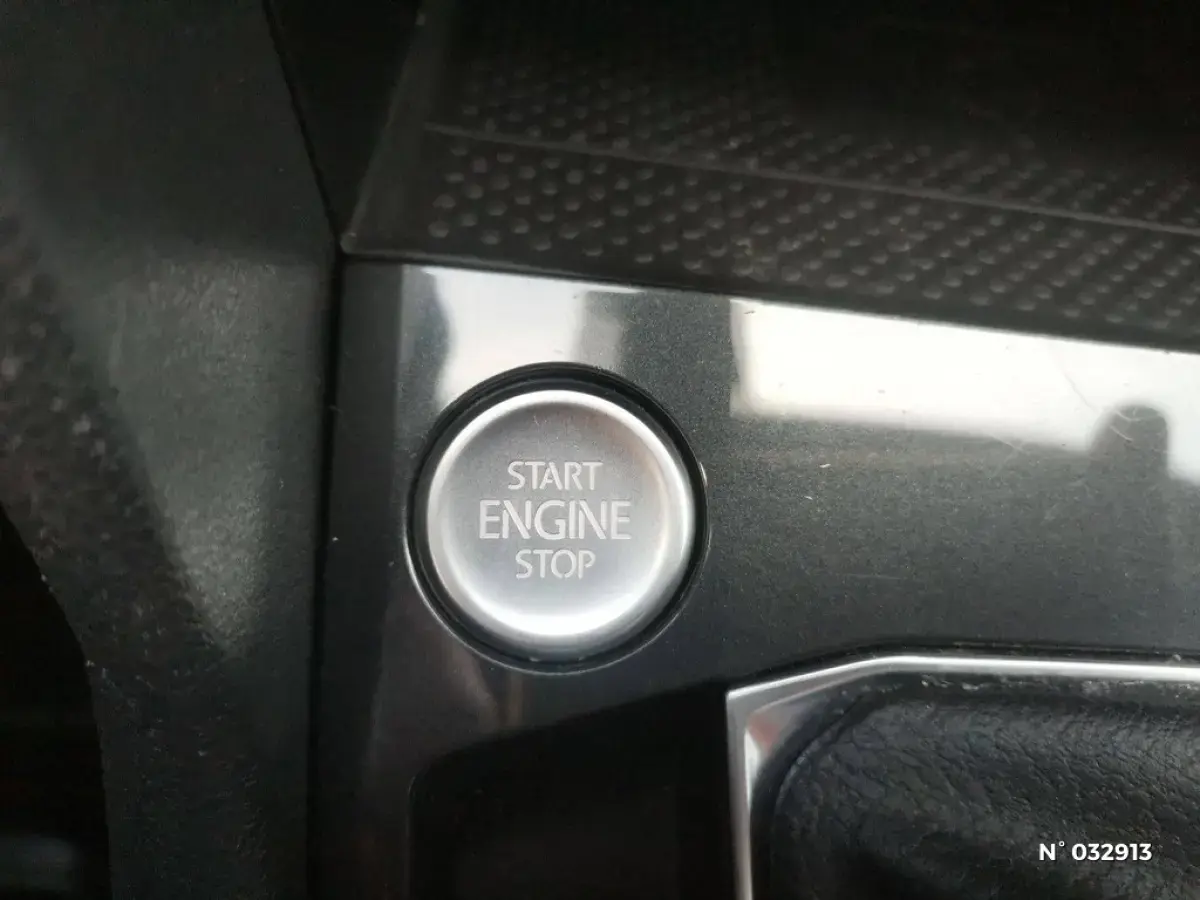 START
ENGINE
STOP
N° 032913